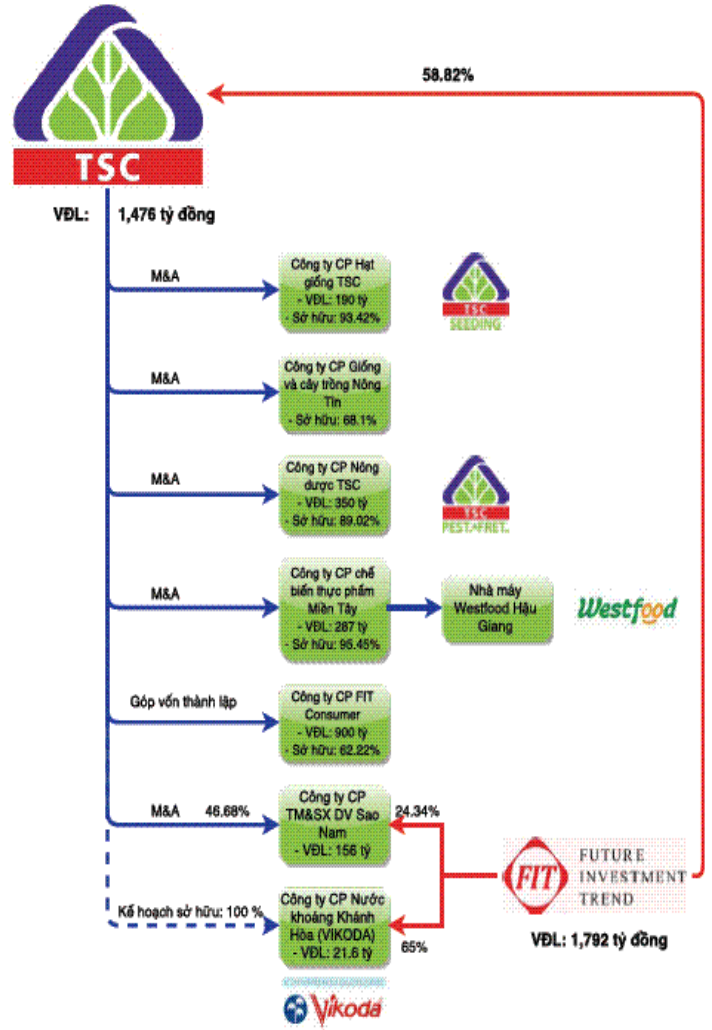 58.82%
TSC
VĐL: 1,476 tỷ đồng
M&A
Công ty CP Hạt
giống TSC
- VĐL: 190 tỷ
- Sở hữu: 93.42%
TSC
SEEDING
M&A
Công ty CP Giống
và cây trồng Nông
Tín
- Sở hữu: 68.1%
M&A
Công ty CP Nông
dược TSC
- VĐL: 350 tỷ
- Sở hữu: 89.02%
TSC
M&A
Công ty CP chế
biến thực phẩm
Miền Tây
- VĐL: 287 tỷ
- Sở hữu: 95.45%
Nhà máy
Westfood Hậu
Giang
Westfood
Góp vốn thành lập
Công ty CP FIT
Consumer
- VĐL: 900 tỷ
- Sở hữu: 62.22%
M&A 46.68%
Công ty CP
TM&SX DV Sao
Nam
- VĐL: 156 tỷ
24.34%
FIT
FUTURE
INVESTMENT
TREND
VĐL: 1,792 tỷ đồng
Kế hoạch sở hữu: 100 %
Công ty CP Nước
khoáng Khánh
Hòa (VIKODA)
- VĐL: 21.6 tỷ
65%
Vikoda